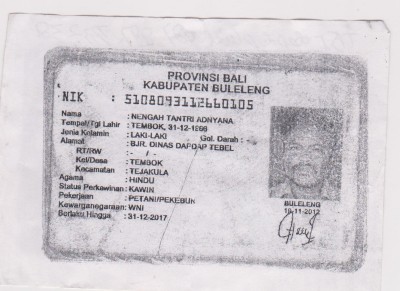 PROVINSI BALI
KABUPATEN BULELENG
NIK : 5108093112660105
Nama : NENGAH TANTRI ADNYANA
Tempat/Tgl Lahir : TEMBOK, 31-12-1966
Jenis Kelamin : LAKI-LAKI Gol. Darah : -
Alamat : BJR. DINAS DAPDAP TEBEL
RT/RW : - / -
Kel/Desa : TEMBOK
Kecamatan : TEJAKULA
Agama : HINDU
Status Perkawinan : KAWIN
Pekerjaan : PETANI/PEKEBUN
Kewarganegaraan : WNI
Berlaku Hingga : 31-12-2017
BULELENG
18-11-2012